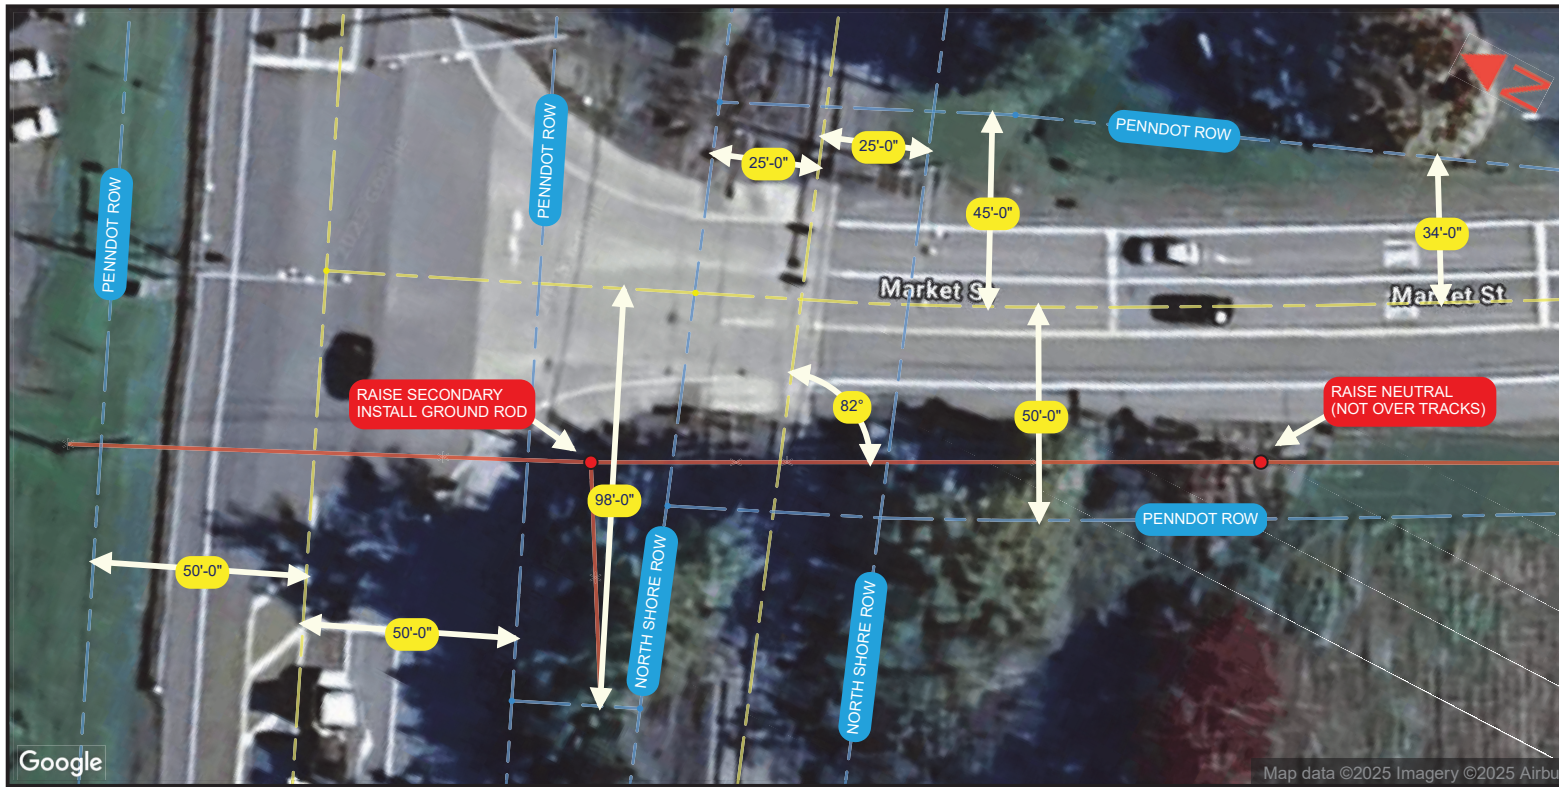 N
PENNDOT ROW
PENNDOT ROW
PENNDOT ROW
25'-0"
25'-0"
45'-0"
34'-0"
Market S
Market St
RAISE SECONDARY
INSTALL GROUND ROD
82°
50'-0"
RAISE NEUTRAL
(NOT OVER TRACKS)
98'-0"
PENNDOT ROW
50'-0"
50'-0"
NORTH SHORE ROW
NORTH SHORE ROW
Google
Map data ©2025 Imagery ©2025 Airbu